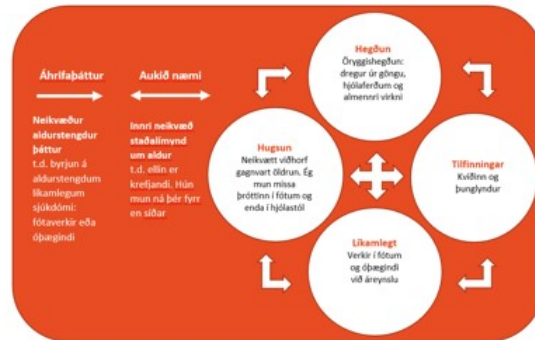 Áhrifaþáttur
Neikvæður
aldurstengdur
þáttur
t.d. byrjun á
aldurstengdum
líkamlegum
sjúkdómi:
fótaverkir eða
óþægindi
Aukið næmi
Innri neikvæð
staðalímynd
um aldur
t.d. ellin er
krefjandi. Hún
mun ná þér fyrr
en síðar
Hegðun
Öryggishegðun:
dregur úr göngu,
hjólaferðum og
almennri virkni
Hugsun
Neikvætt viðhorf
gagnvart öldrun. Ég
mun missa
þróttinn í fótum og
enda í hjólastól
Tilfinningar
Kvíðinn og
þunglyndur
Líkamlegt
Verkir í fótum
og óþægindi
við áreynslu